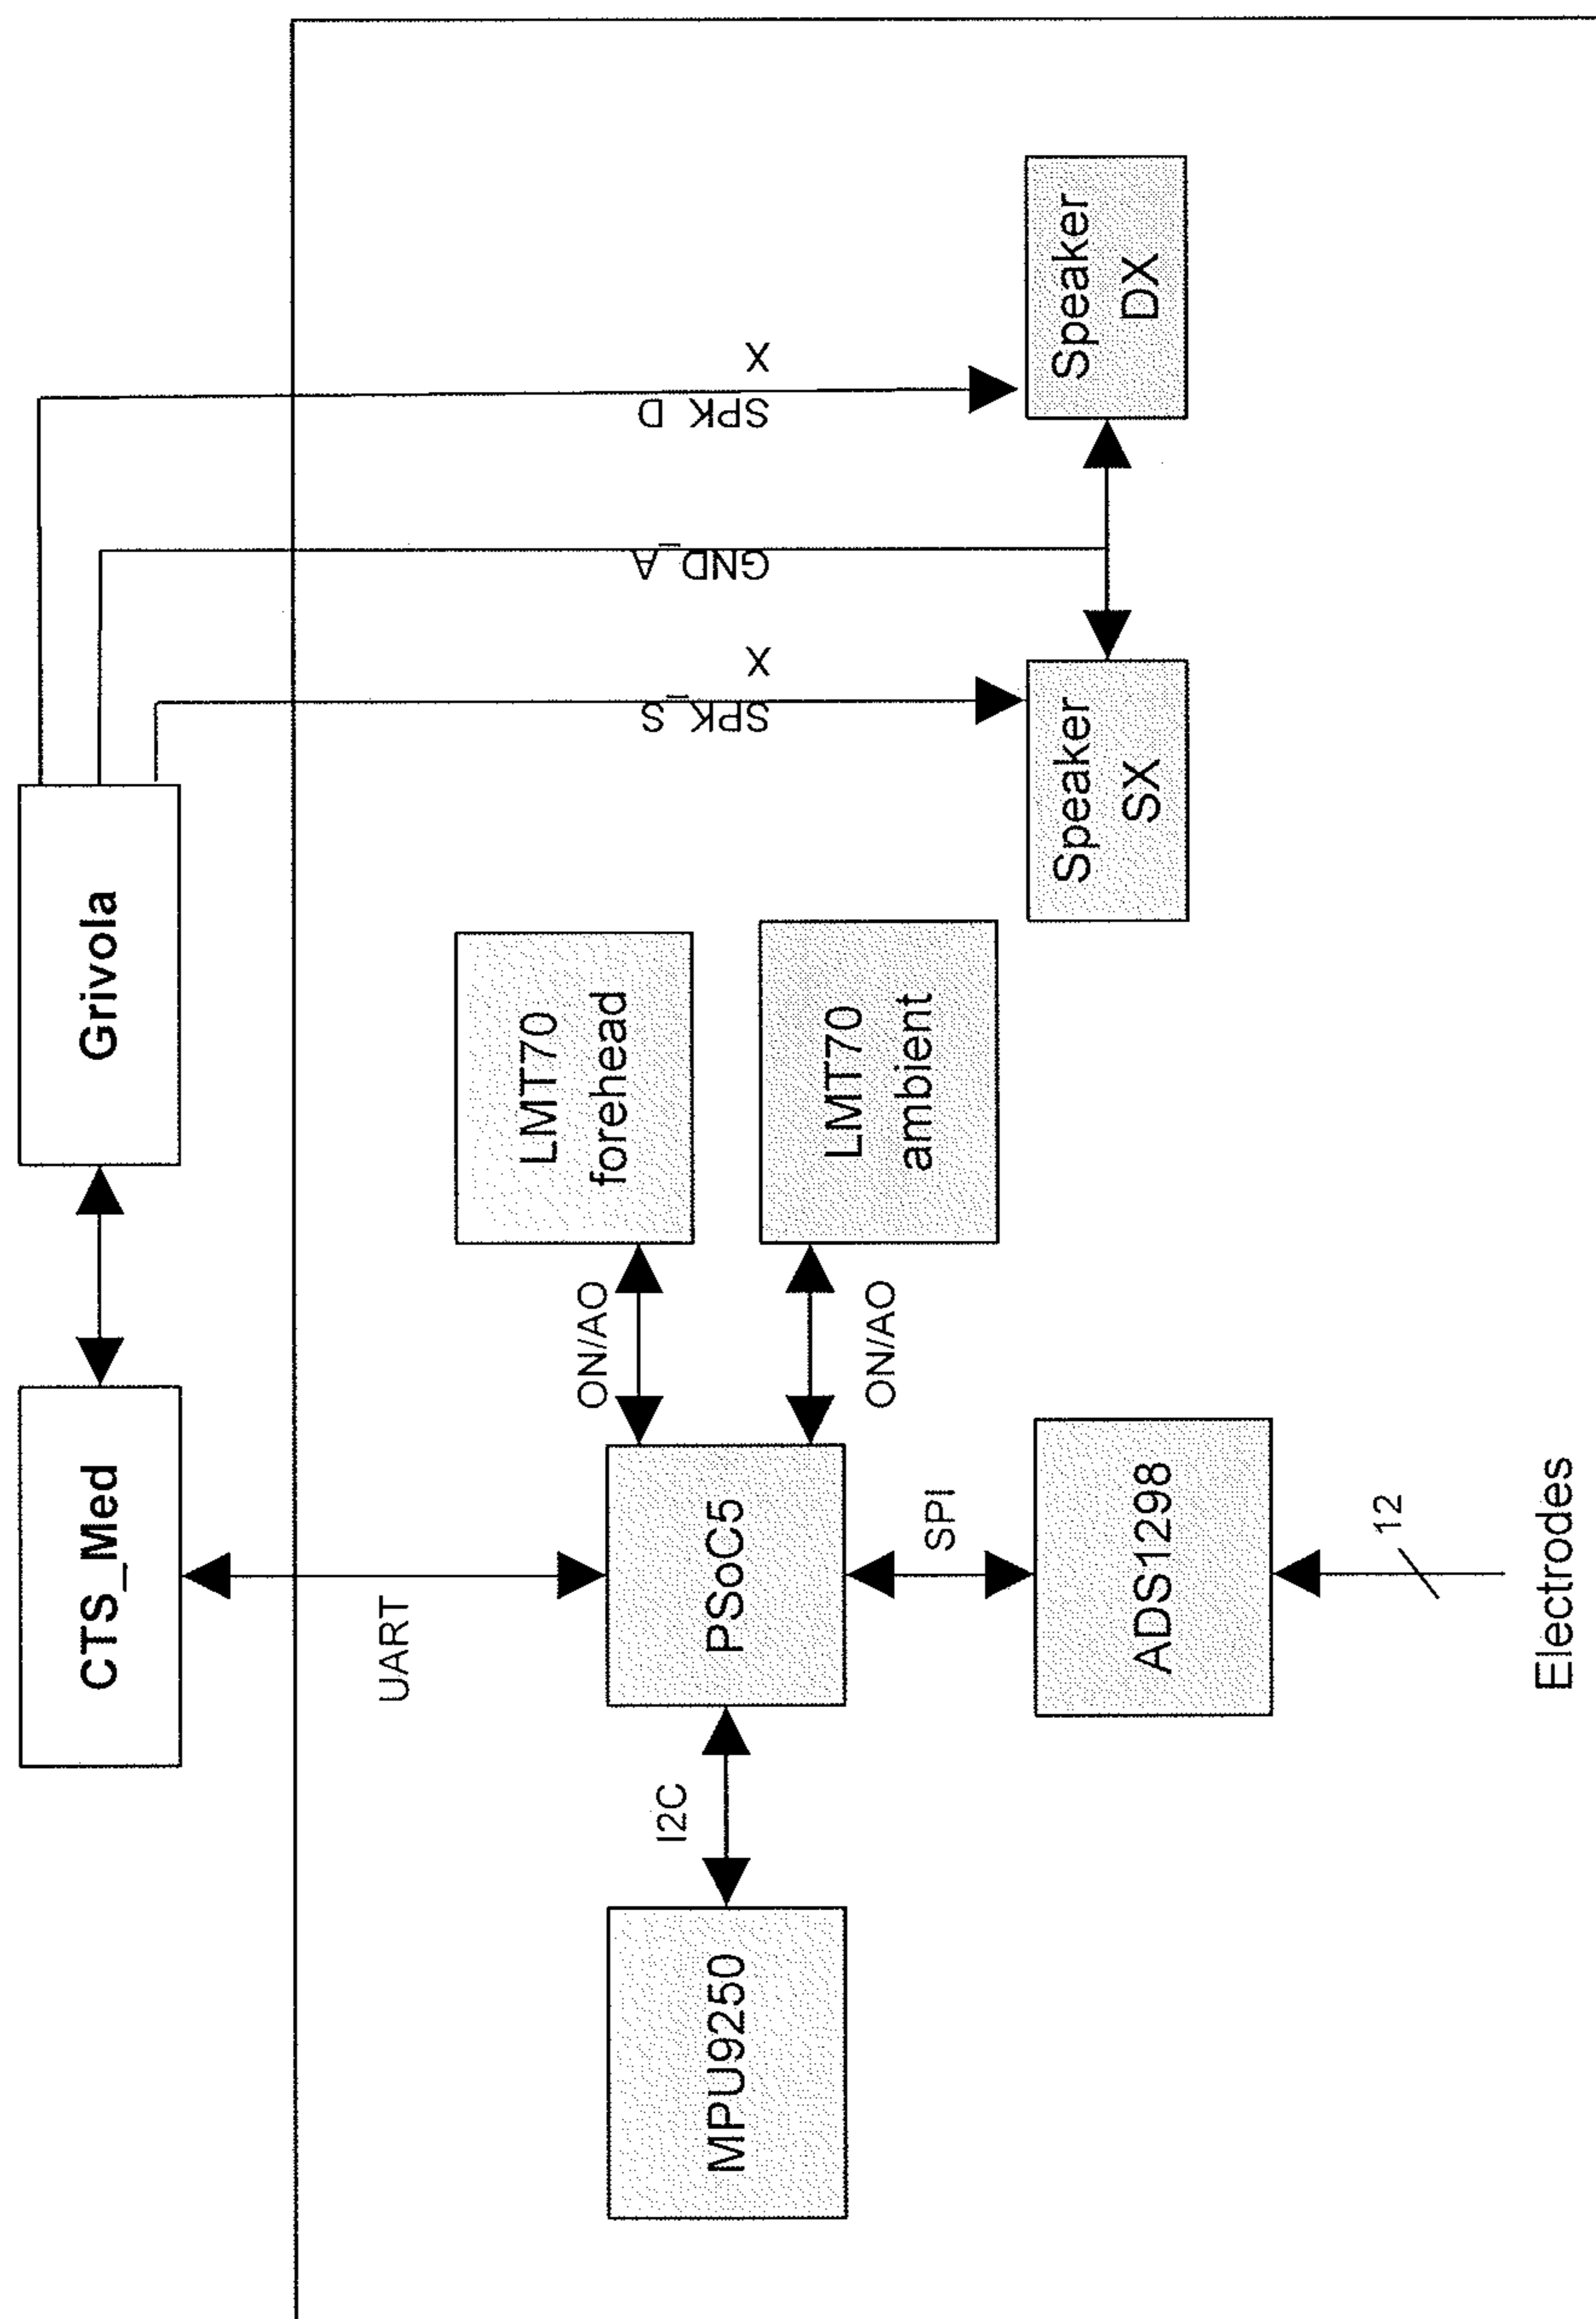 CTS_Med
Grivola
UART
ON/AO
LMT70
forehead
SPK_S
X
GND_A
SPK_D
X
MPU9250
I2C
PSoC5
ON/AO
LMT70
ambient
SPI
ADS1298
Speaker
SX
Speaker
DX
12
Electrodes